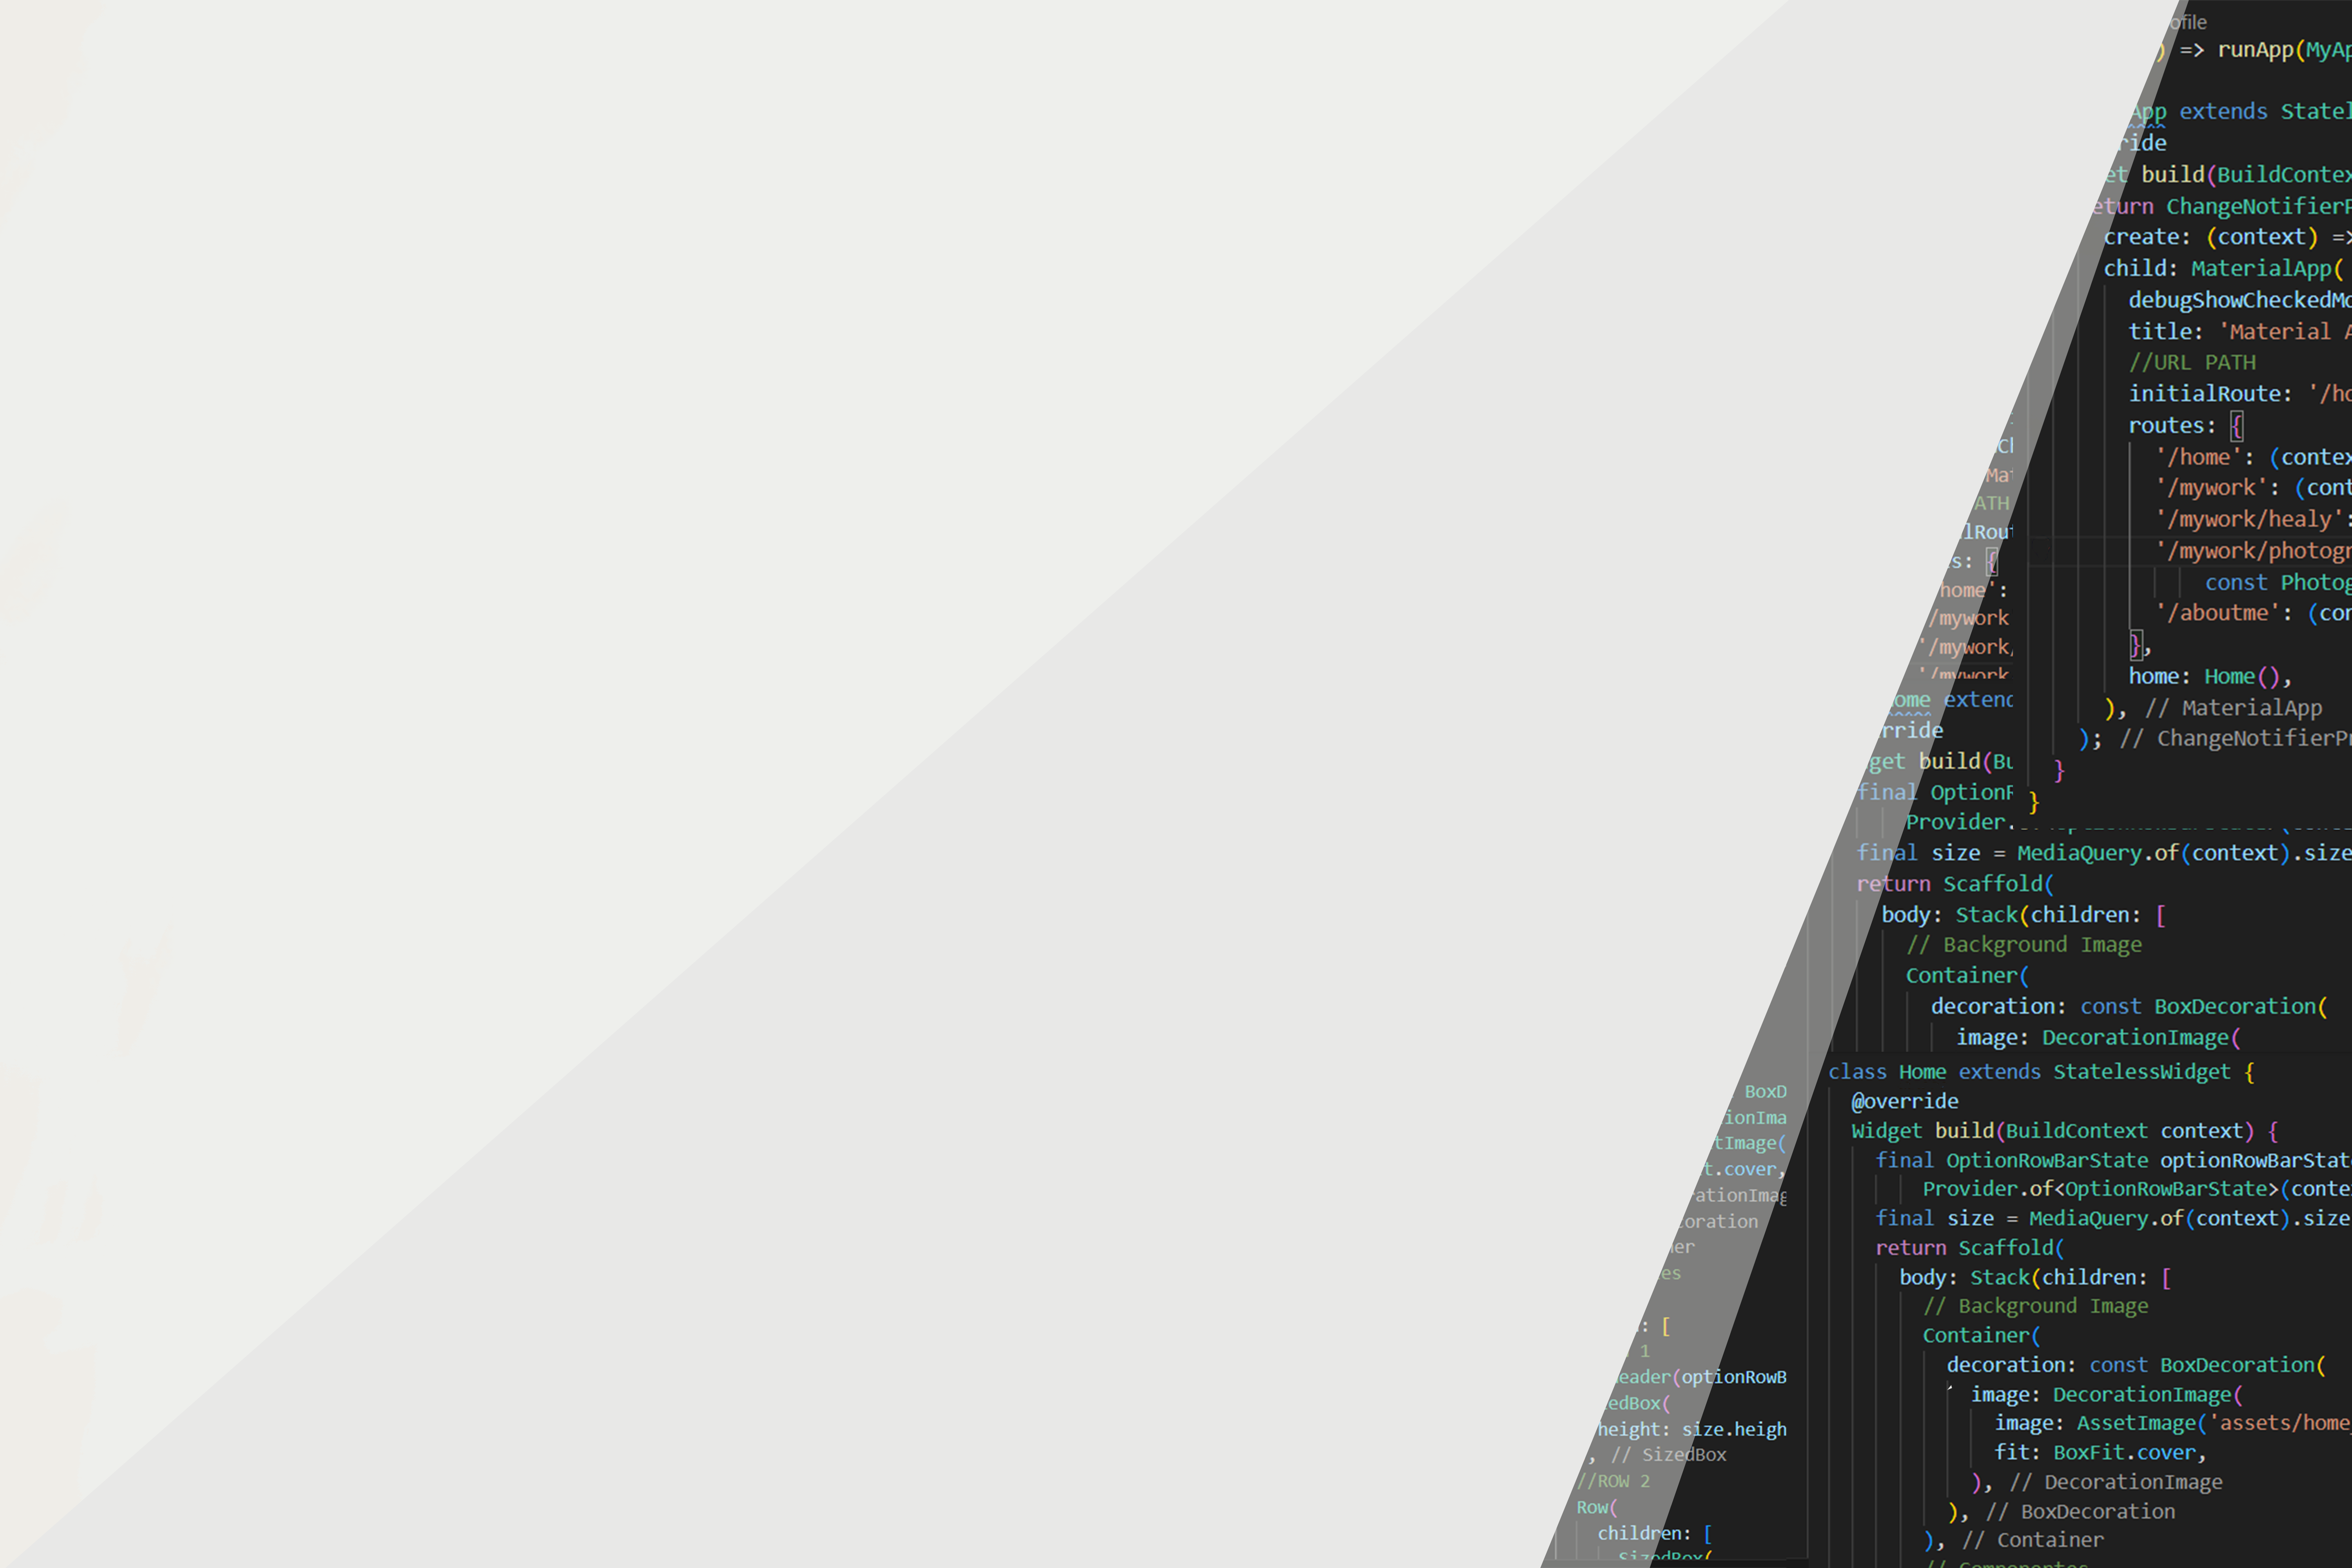 ofile
) => runApp(MyAp
App extends Statel
ride
et build(BuildContex
eturn ChangeNotifierP
create: (context) =>
child: MaterialApp(
debugShowCheckedMo
title: 'Material A
//URL PATH
initialRoute: '/ho
routes: {
'/home': (contex
'/mywork': (cont
'/mywork/healy':
'/mywork/photogr
const Photog
'/aboutme': (con
},
home: Home(),
), // MaterialApp
); // ChangeNotifierPr
}
}
Mat
ATH
lRout
s: {
home':
/mywork
'/mywork/
'/mywork
ome extend
rride
get build(Bu
final OptionR
Provider.
final size = MediaQuery.of(context).size
return Scaffold(
body: Stack(children: [
// Background Image
Container(
decoration: const BoxDecoration(
image: DecorationImage(
class Home extends StatelessWidget {
@override
Widget build(BuildContext context) {
final OptionRowBarState optionRowBarStat
Provider.of<OptionRowBarState>(conte
final size = MediaQuery.of(context).size
return Scaffold(
body: Stack(children: [
// Background Image
Container(
decoration: const BoxDecoration(
image: DecorationImage(
image: AssetImage('assets/home
fit: BoxFit.cover,
), // DecorationImage
), // BoxDecoration
), // Container
// Componentes
BoxD
ionIma
tImage(
t.cover,
rationImag
coration
ner
es
: [
1
eader(optionRowB
zedBox(
height: size.heigh
, // SizedBox
//ROW 2
Row(
children: [
SizedBox(